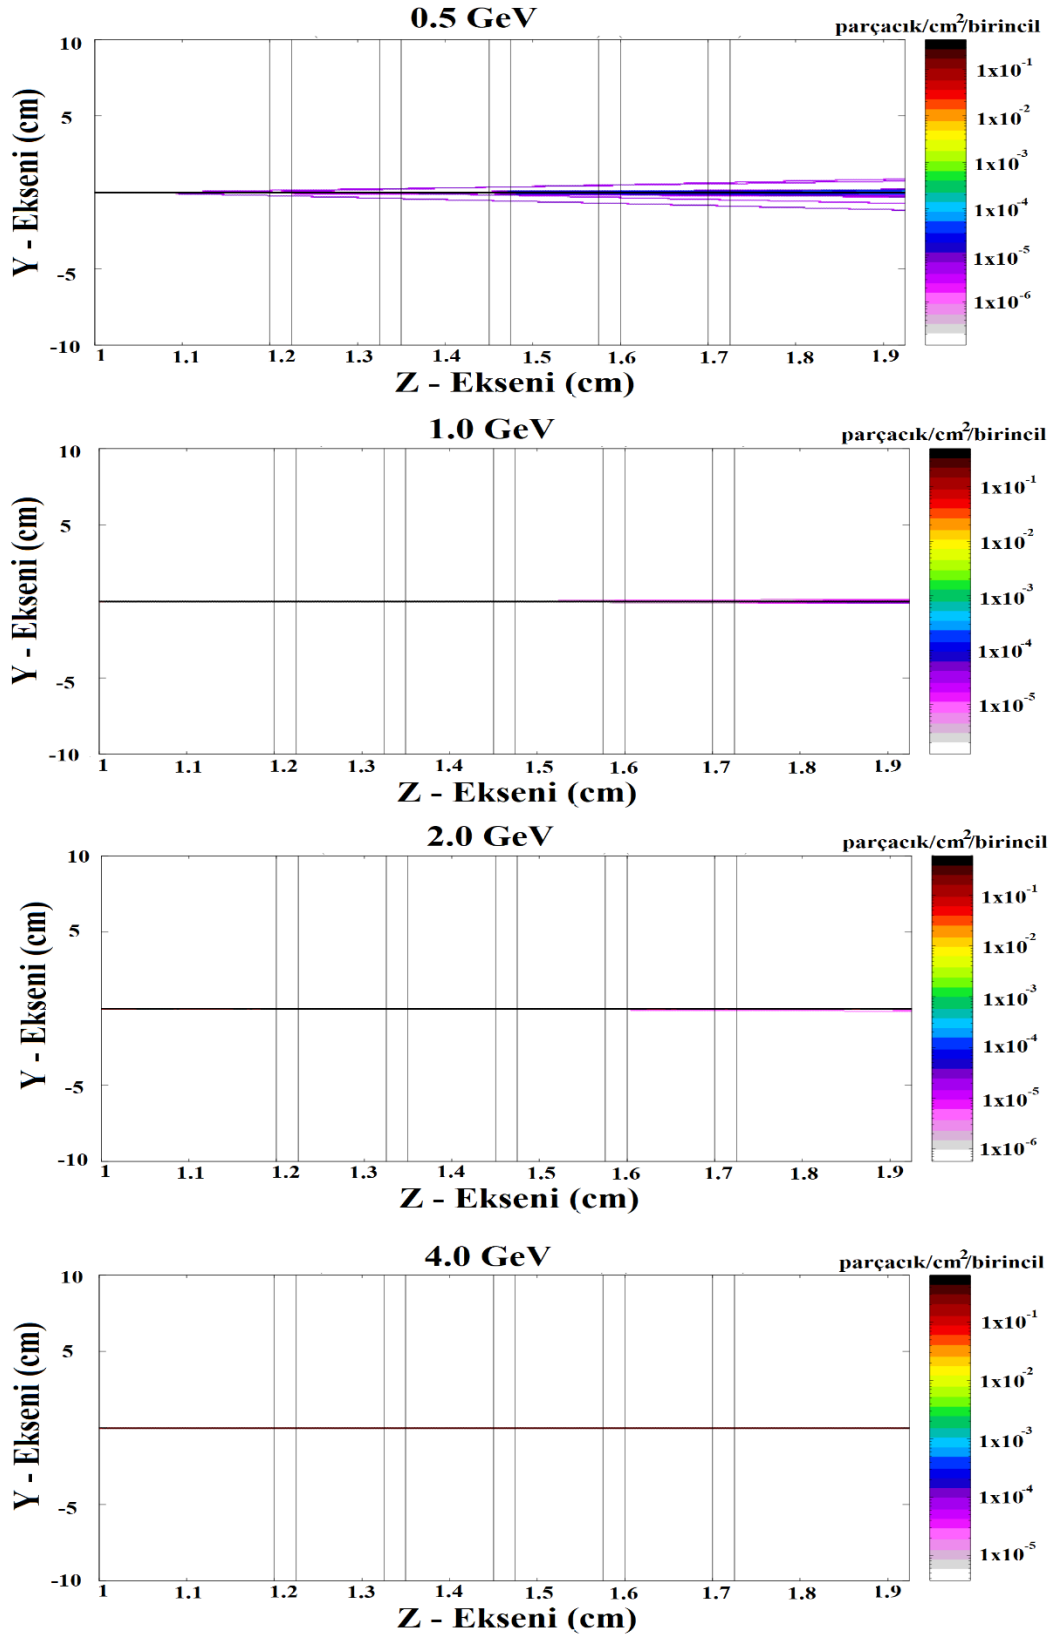 0.5 GeV
parçacık/cm²/birincil
10
5
-5
-10
Y - Ekseni (cm)
1 1.1 1.2 1.3 1.4 1.5 1.6 1.7 1.8 1.9
Z - Ekseni (cm)
1x10⁻¹
1x10⁻²
1x10⁻³
1x10⁻⁴
1x10⁻⁵
1x10⁻⁶
1.0 GeV
parçacık/cm²/birincil
10
5
-5
-10
Y - Ekseni (cm)
1 1.1 1.2 1.3 1.4 1.5 1.6 1.7 1.8 1.9
Z - Ekseni (cm)
1x10⁻¹
1x10⁻²
1x10⁻³
1x10⁻⁴
1x10⁻⁵
2.0 GeV
parçacık/cm²/birincil
10
5
-5
-10
Y - Ekseni (cm)
1 1.1 1.2 1.3 1.4 1.5 1.6 1.7 1.8 1.9
Z - Ekseni (cm)
1x10⁻¹
1x10⁻²
1x10⁻³
1x10⁻⁴
1x10⁻⁵
1x10⁻⁶
4.0 GeV
parçacık/cm²/birincil
10
5
-5
-10
Y - Ekseni (cm)
1 1.1 1.2 1.3 1.4 1.5 1.6 1.7 1.8 1.9
Z - Ekseni (cm)
1x10⁻¹
1x10⁻²
1x10⁻³
1x10⁻⁴
1x10⁻⁵